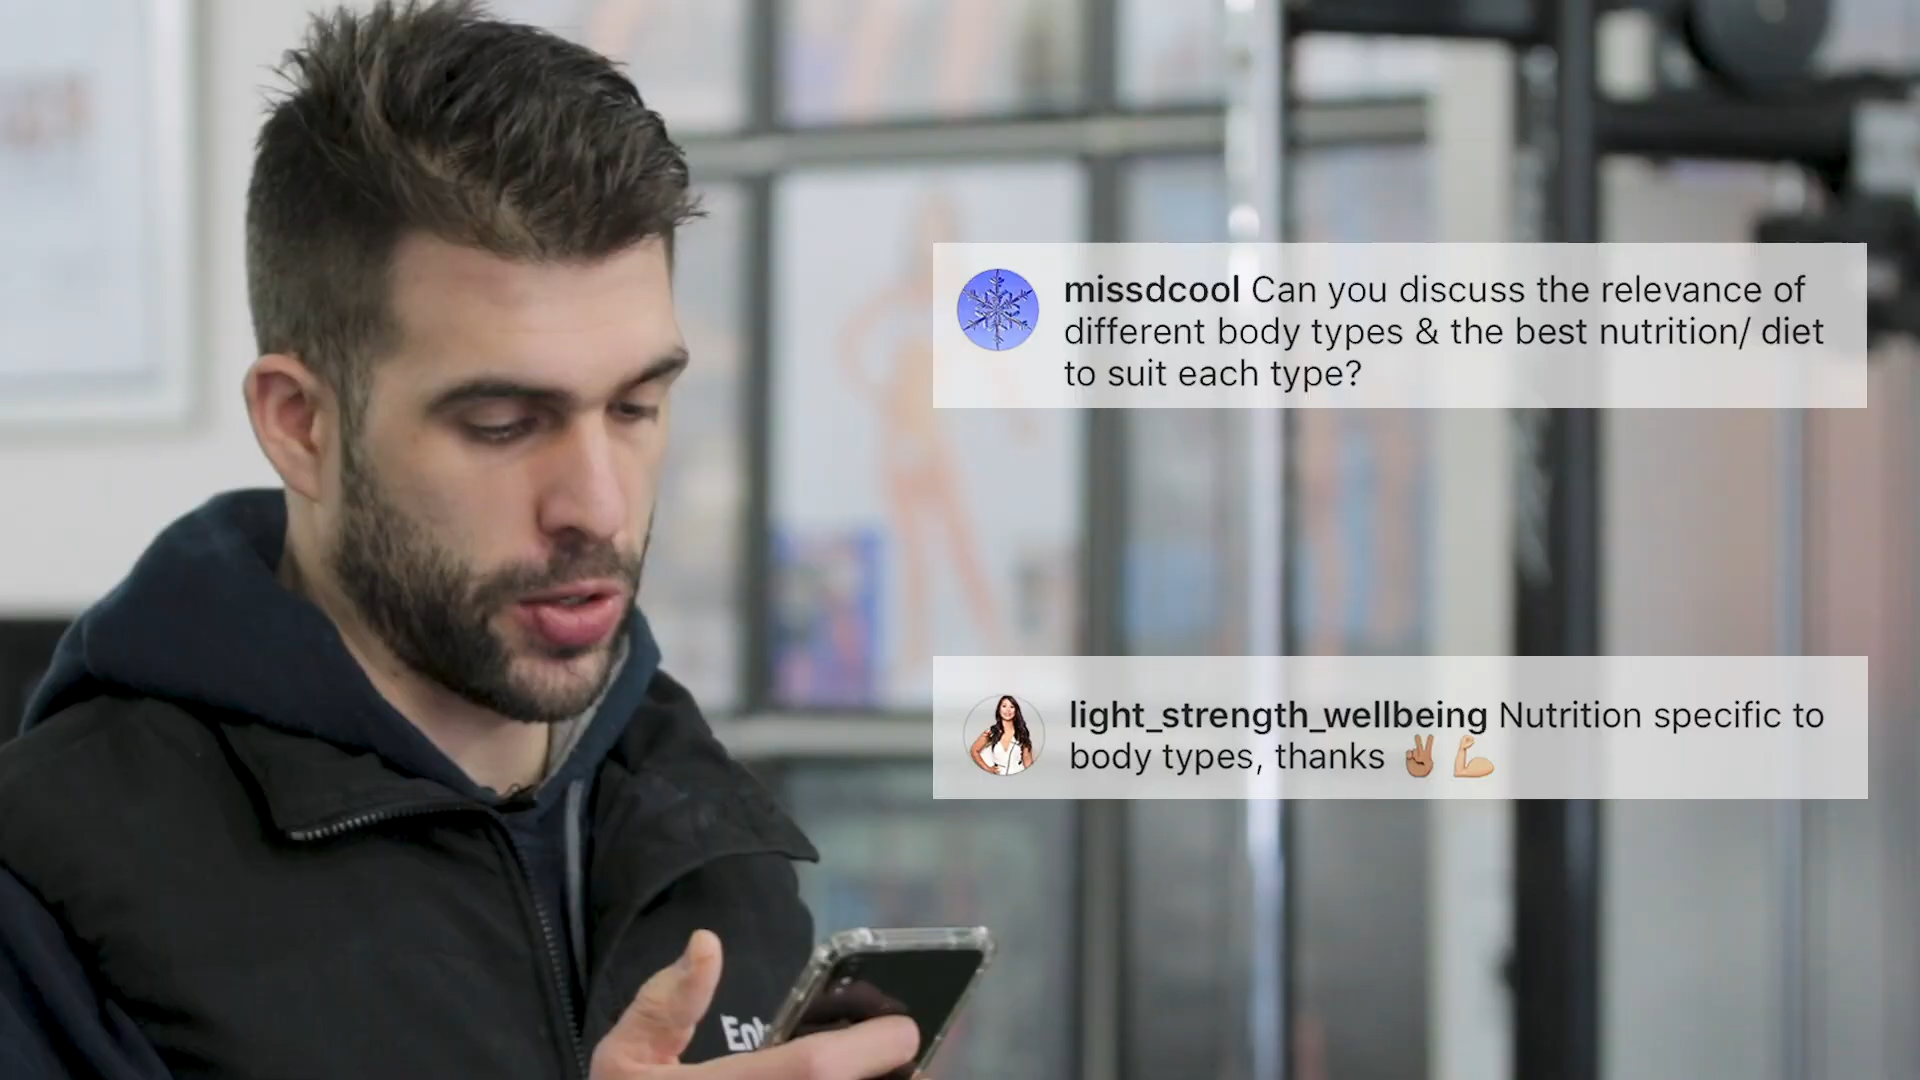 missdcool Can you discuss the relevance of
different body types & the best nutrition/ diet
to suit each type?
light_strength_wellbeing Nutrition specific to
body types, thanks ✌🏽 💪🏼